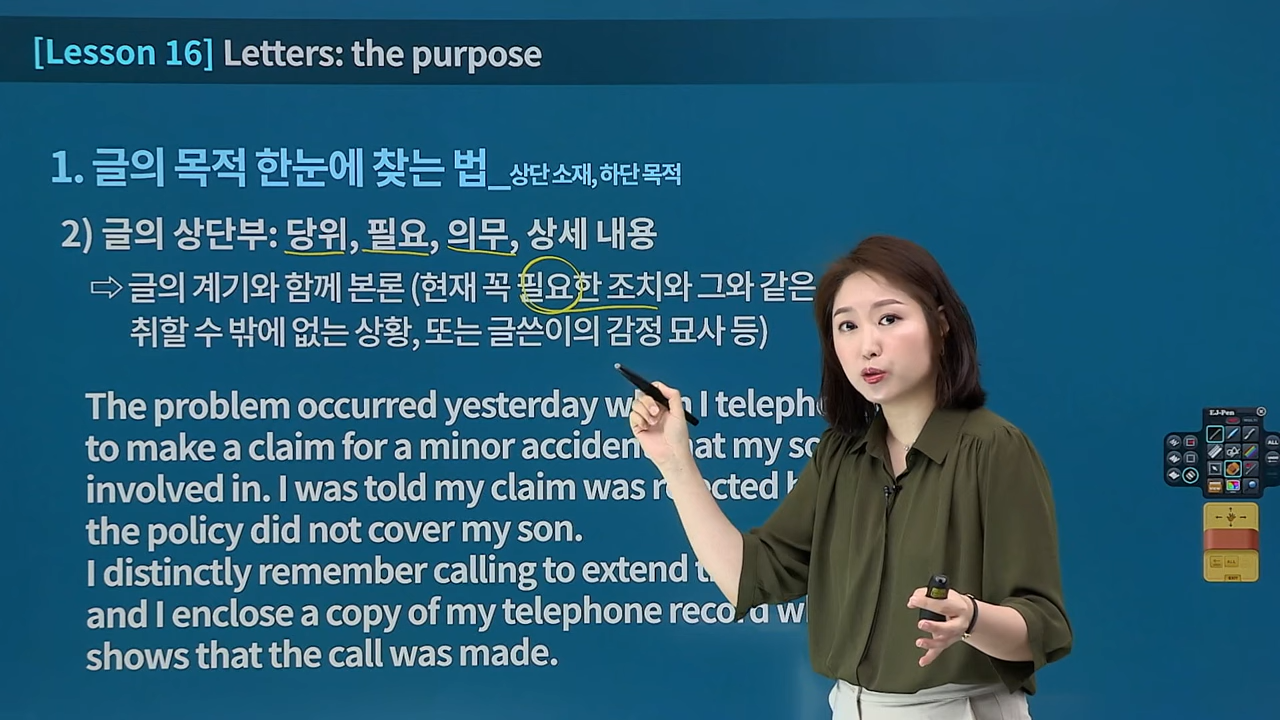 [Lesson 16] Letters: the purpose
1. 글의 목적 한눈에 찾는 법_상단 소재, 하단 목적
2) 글의 상단부: 당위, 필요, 의무, 상세 내용
⇨ 글의 계기와 함께 본론 (현재 꼭 필요한 조치와 그와 같은
취할 수 밖에 없는 상황, 또는 글쓴이의 감정 묘사 등)
The problem occurred yesterday I
to make a claim for a minor my
involved in. I was told my claim was
the policy did not cover my son.
I distinctly remember calling to extend
and I enclose a copy of my telephone record
shows that the call was made.
EJ-Pen
ALL
EXIT